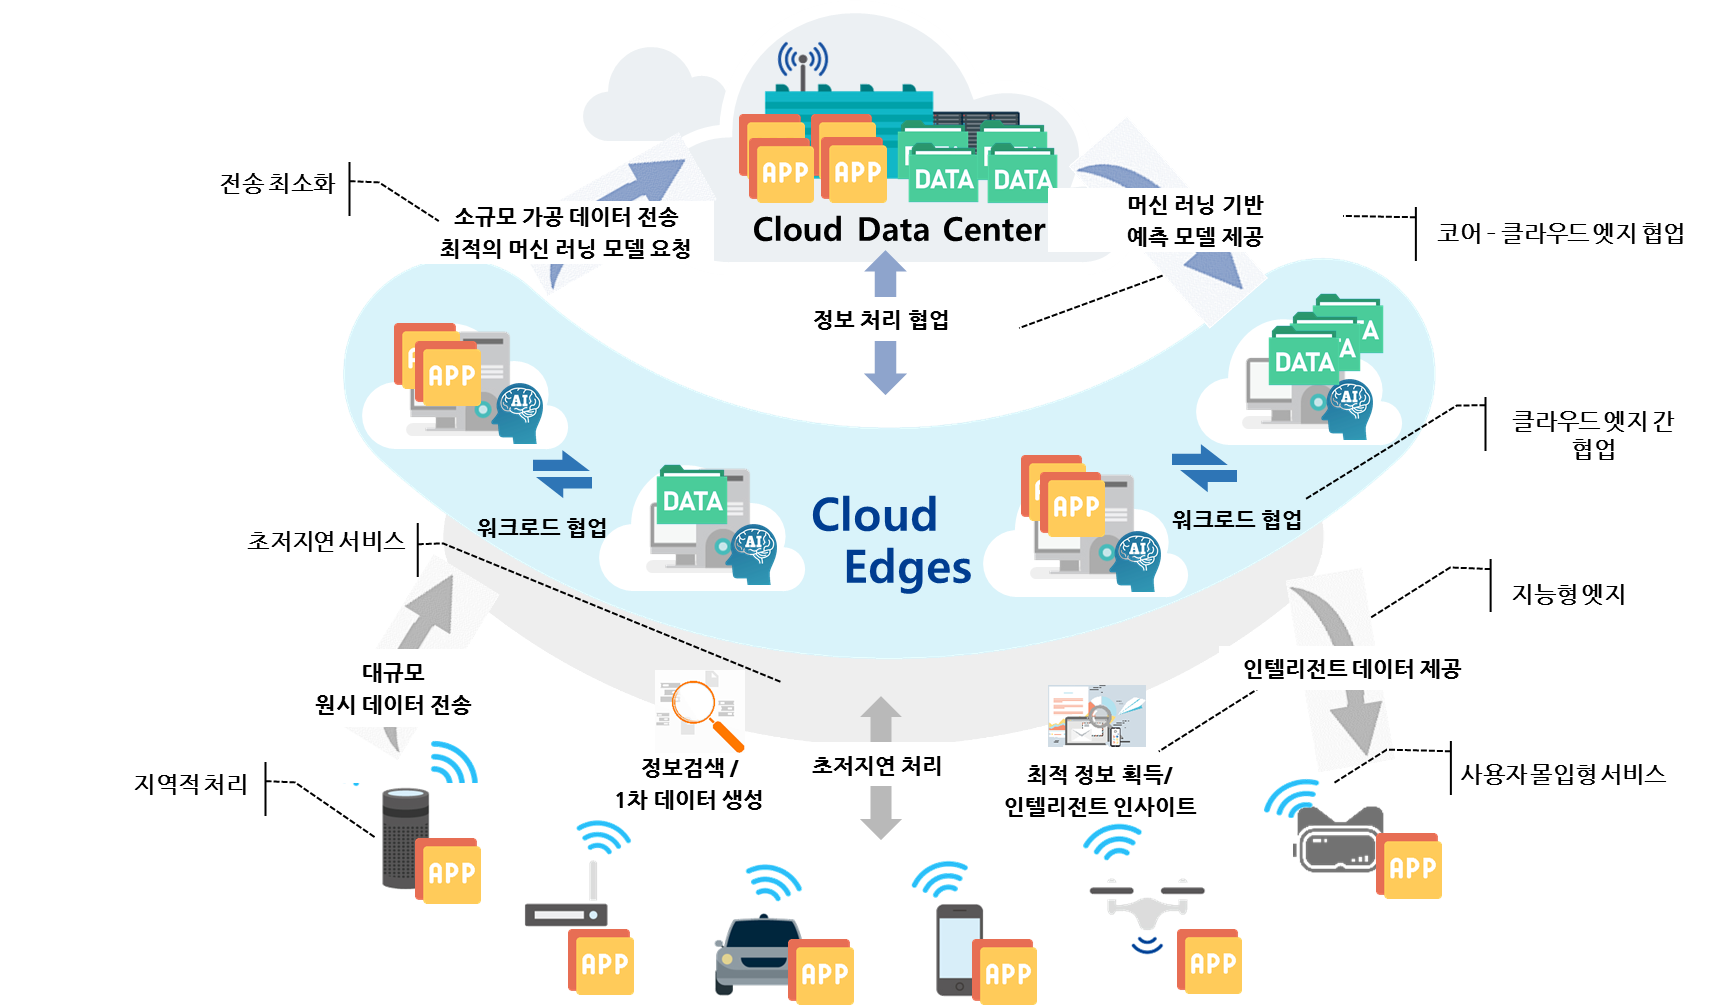 APP
APP
DATA
DATA
Cloud Data Center
전송 최소화
소규모 가공 데이터 전송
최적의 머신 러닝 모델 요청
머신 러닝 기반
예측 모델 제공
코어 - 클라우드 엣지 협업
정보 처리 협업
APP
AI
DATA
AI
클라우드 엣지 간
협업
워크로드 협업
DATA
AI
Cloud
Edges
APP
AI
워크로드 협업
초저지연 서비스
지능형 엣지
대규모
원시 데이터 전송
인텔리전트 데이터 제공
정보검색 /
1차 데이터 생성
초저지연 처리
최적 정보 획득/
인텔리전트 인사이트
지역적 처리
사용자 몰입형 서비스
APP
APP
APP
APP
APP
APP